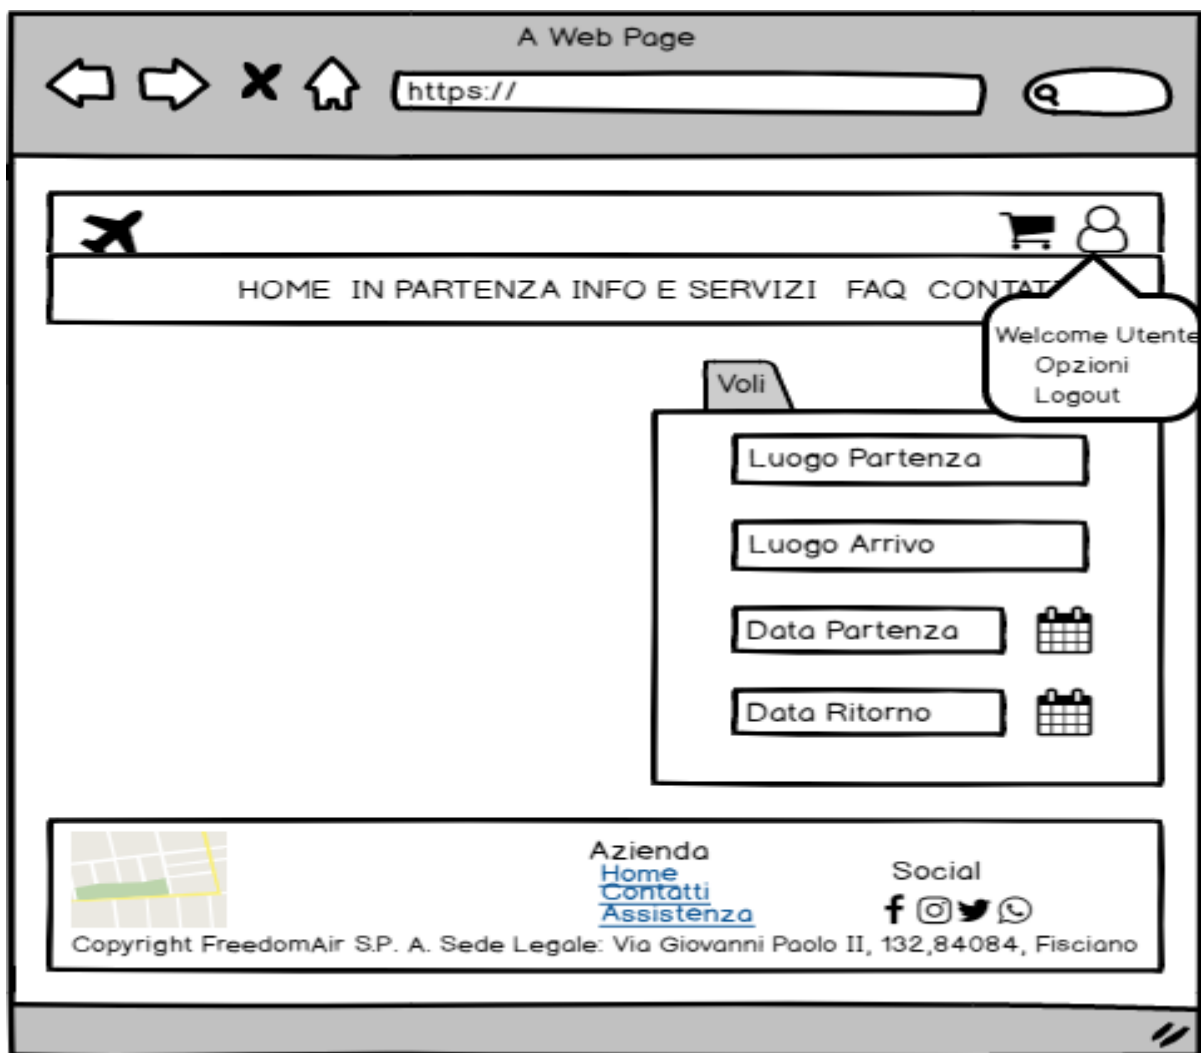 A Web Page
https://
HOME IN PARTENZA INFO E SERVIZI FAQ
Welcome Utente
Opzioni
Logout
Voli
Luogo Partenza
Luogo Arrivo
Data Partenza
Data Ritorno
Azienda
Home
Contatti
Assistenza
Social
Copyright FreedomAir S.P. A. Sede Legale: Via Giovanni Paolo II, 132,84084, Fisciano